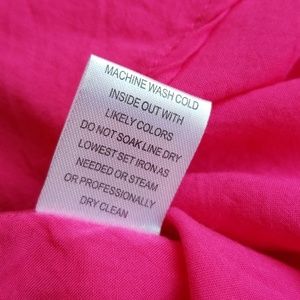 MACHINE WASH COLD
INSIDE OUT WITH
LIKELY COLORS
DO NOT SOAK LINE DRY
LOWEST SET IRON AS
NEEDED OR STEAM
OR PROFESSIONALLY
DRY CLEAN